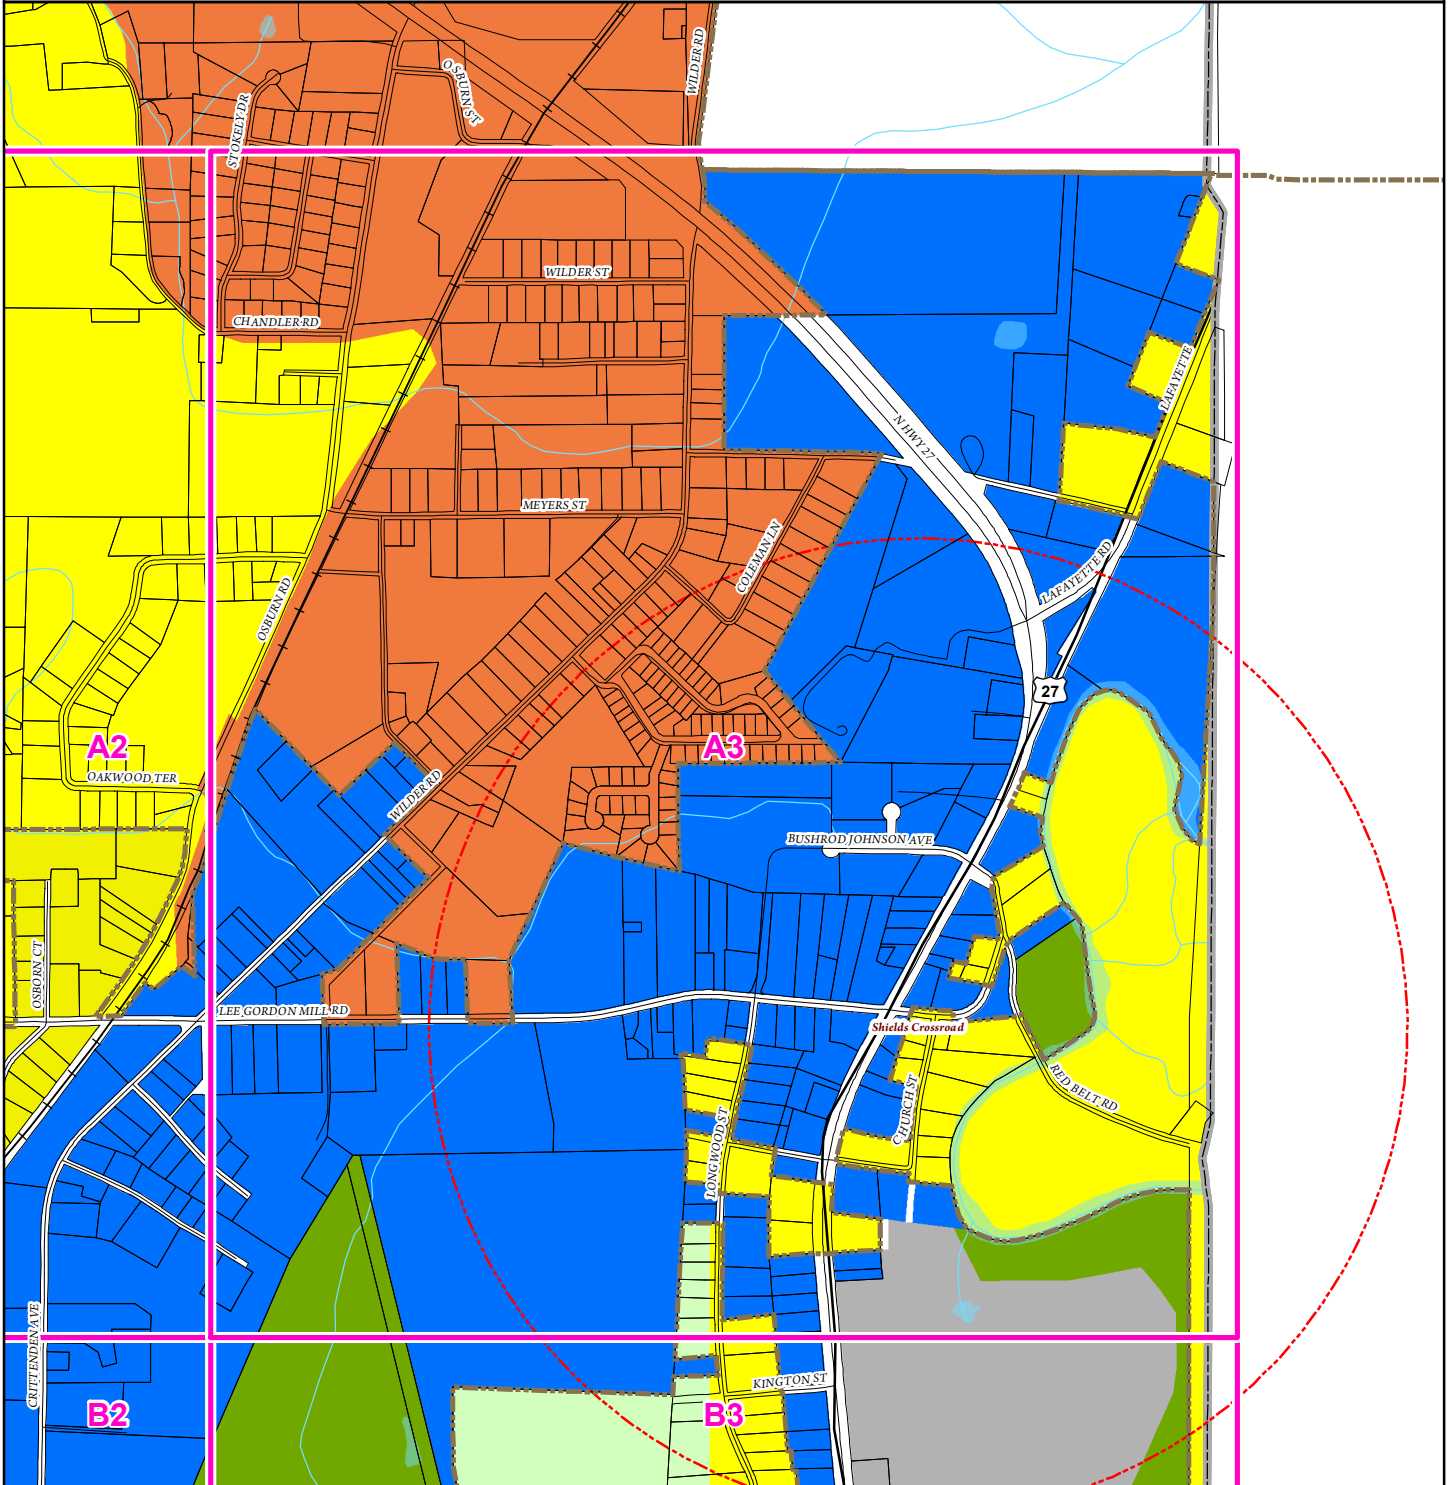 WILDER RD
OSBURN ST
STOKELY DR
WILDER ST
CHANDLER RD
LAFAYETTE
N HWY 27
MEYERS ST
COLEMAN LN
LAFAYETTE RD
OSBURN RD
27
A2
A3
OAKWOOD TER
WILDER RD
BUSHROD JOHNSON AVE
OSBORN CT
LEE GORDON MILL RD
Shields Crossroad
RED BELT RD
CHURCH ST
LONGWOOD ST
CRITTENDEN AVE
KINGTON ST
B2
B3